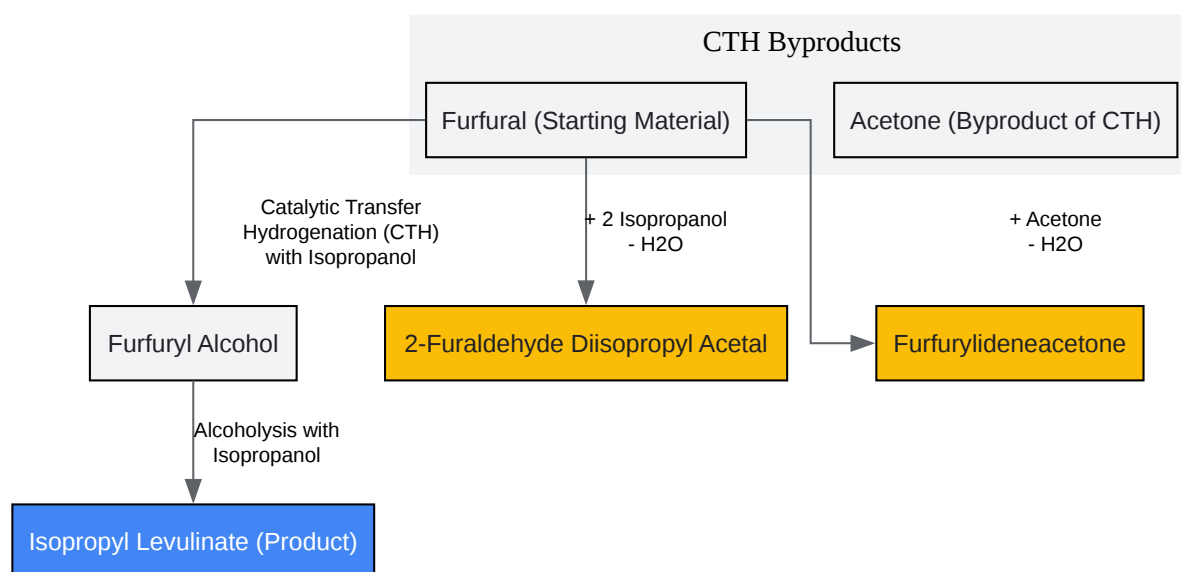 CTH Byproducts
Furfural (Starting Material)
Acetone (Byproduct of CTH)
Catalytic Transfer
Hydrogenation (CTH)
with Isopropanol
+ 2 Isopropanol
- H2O
+ Acetone
- H2O
Furfuryl Alcohol
2-Furaldehyde Diisopropyl Acetal
Furfurylideneacetone
Alcoholysis with
Isopropanol
Isopropyl Levulinate (Product)